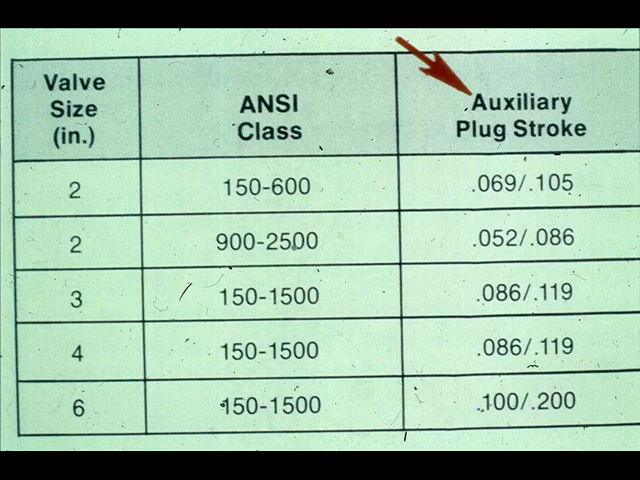 Valve Size (in.) ANSI Class Auxiliary Plug Stroke
2 150-600 .069/.105
2 900-2500 .052/.086
3 150-1500 .086/.119
4 150-1500 .086/.119
6 150-1500 .100/.200